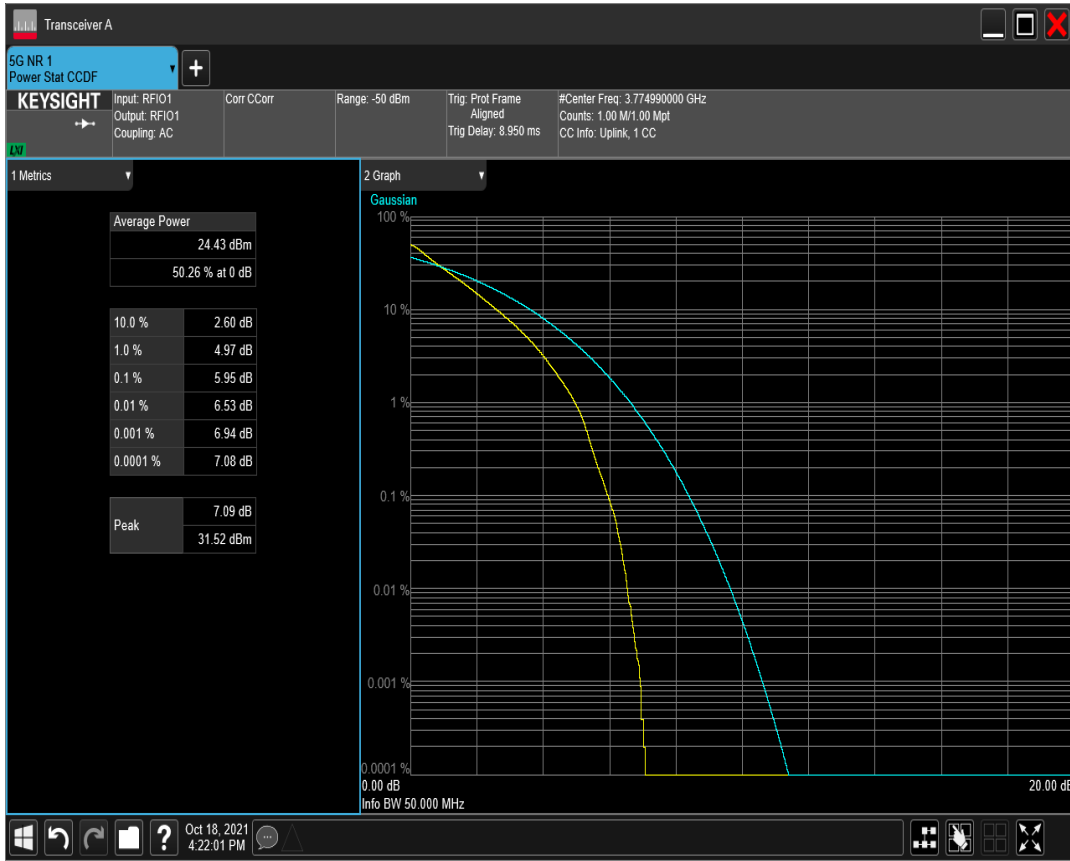 Transceiver A
5G NR 1
Power Stat CCDF
+
KEYSIGHT
LXI
Input: RFIO1
Output: RFIO1
Coupling: AC
Corr CCorr
Range: -50 dBm
Trig: Prot Frame
Aligned
Trig Delay: 8.950 ms
#Center Freq: 3.774990000 GHz
Counts: 1.00 M/1.00 Mpt
CC Info: Uplink, 1 CC
1 Metrics
Average Power
24.43 dBm
50.26 % at 0 dB
10.0 % 2.60 dB
1.0 % 4.97 dB
0.1 % 5.95 dB
0.01 % 6.53 dB
0.001 % 6.94 dB
0.0001 % 7.08 dB
Peak
7.09 dB
31.52 dBm
2 Graph
Gaussian
100 %
10 %
1 %
0.1 %
0.01 %
0.001 %
0.0001 %
0.00 dB 20.00 dB
Info BW 50.000 MHz
?
Oct 18, 2021
4:22:01 PM